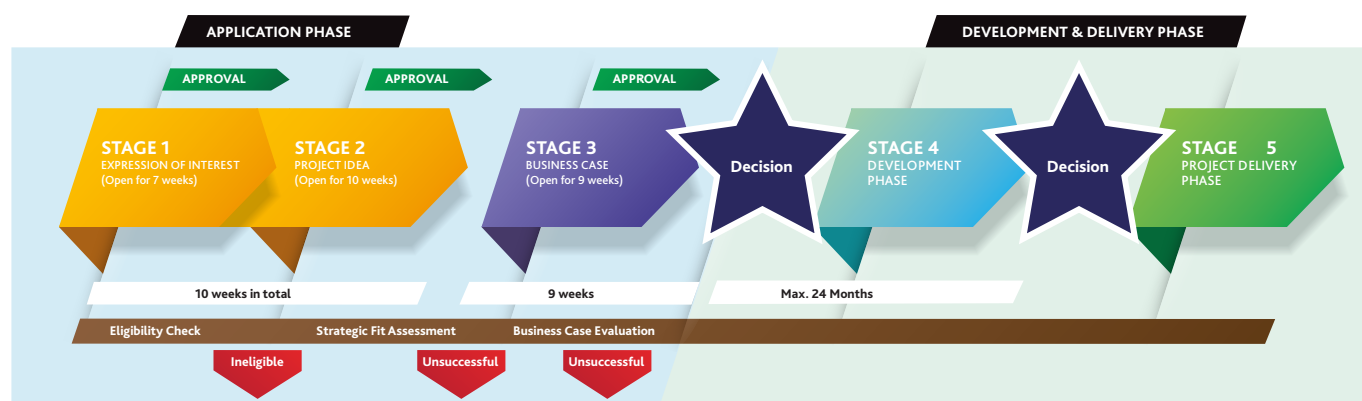 APPLICATION PHASE
DEVELOPMENT & DELIVERY PHASE
APPROVAL
APPROVAL
APPROVAL
STAGE 1
EXPRESSION OF INTEREST
(Open for 7 weeks)
STAGE 2
PROJECT IDEA
(Open for 10 weeks)
STAGE 3
BUSINESS CASE
(Open for 9 weeks)
Decision
STAGE 4
DEVELOPMENT
PHASE
Decision
STAGE 5
PROJECT DELIVERY
PHASE
10 weeks in total
9 weeks
Max. 24 Months
Eligibility Check
Strategic Fit Assessment
Business Case Evaluation
Ineligible
Unsuccessful
Unsuccessful